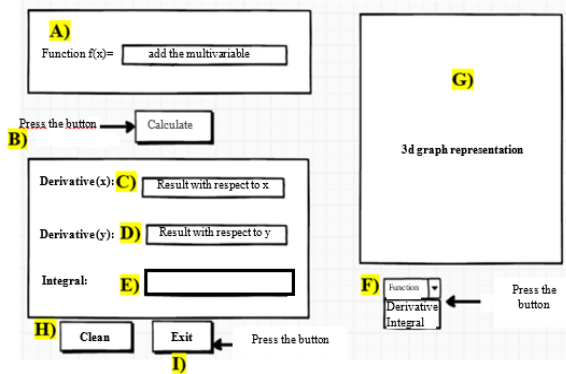 A)
Function f(x)= add the multivariable
Press the button Calculate
B)
Derivative(x): C) Result with respect to x
Derivative(y): D) Result with respect to y
Integral: E)
H) Clean Exit Press the button
I)
G)
3d graph representation
F) Function
Derivative
Integral
Press the
button